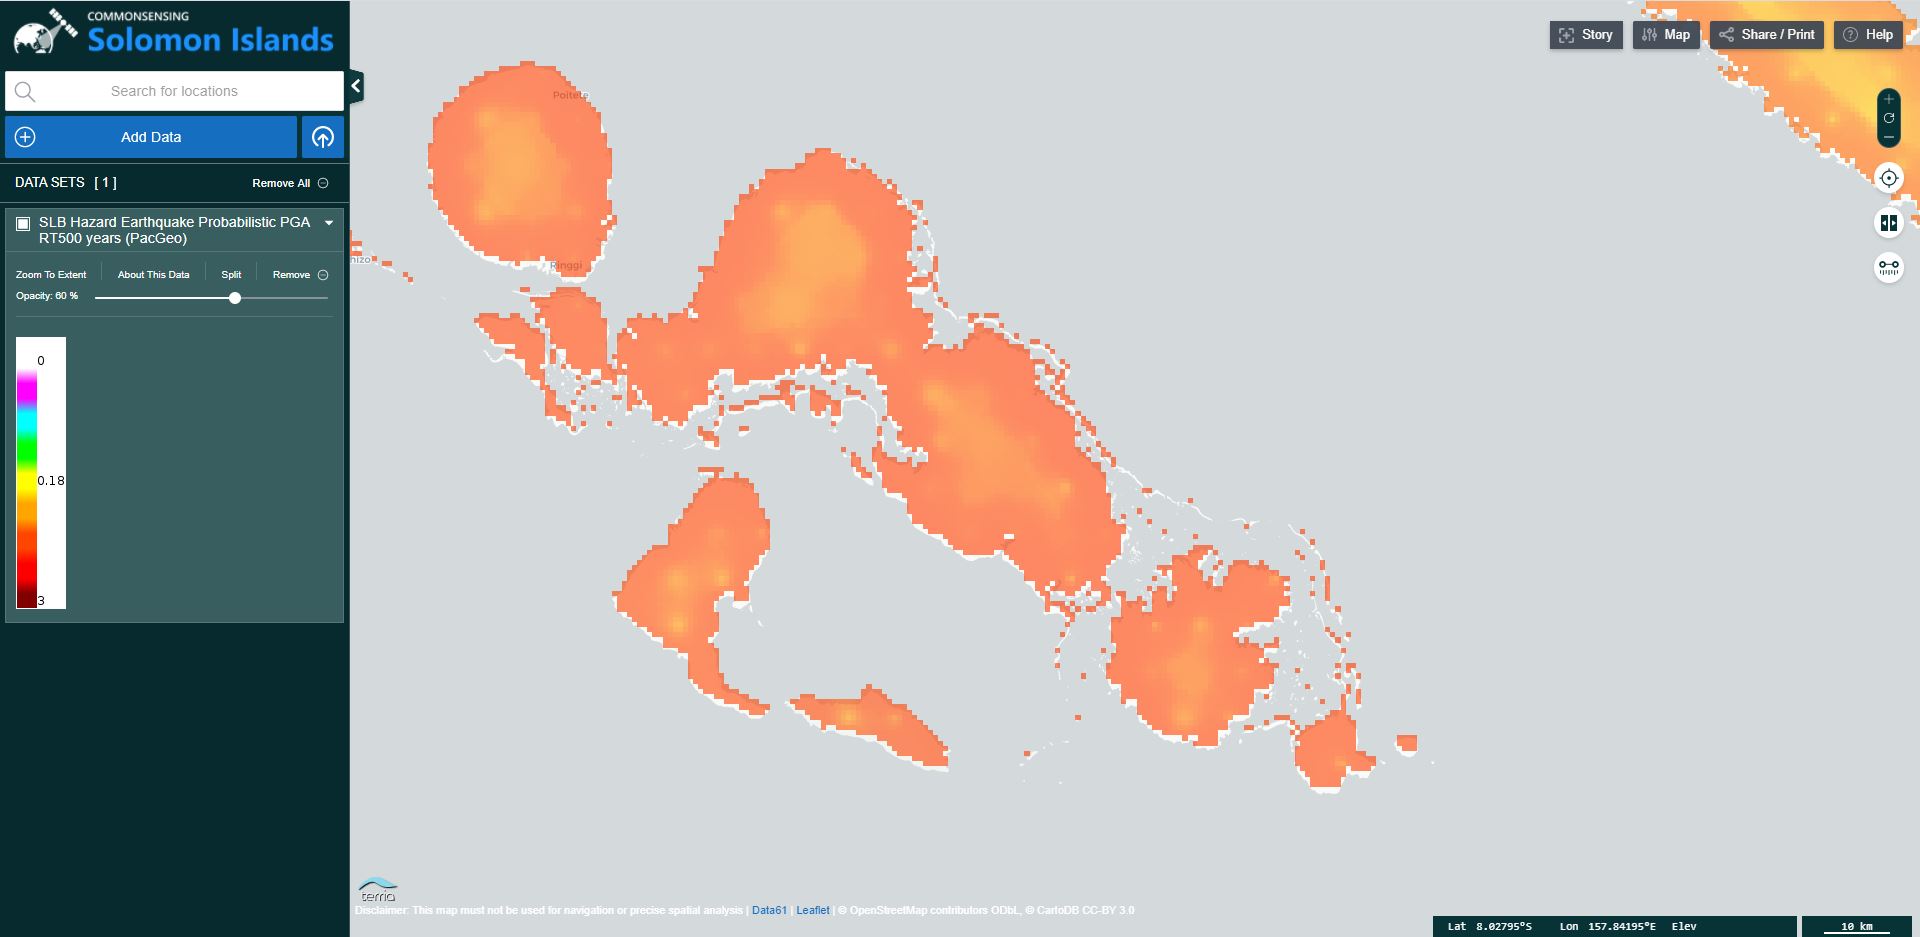 COMMONSENSING
Solomon Islands
Search for locations
Add Data
DATA SETS [ 1 ]
Remove All
SLB Hazard Earthquake Probabilistic PGA
RT500 years (PacGeo)
Zoom To Extent
About This Data
Split
Remove
Opacity: 60 %
0
0.18
3
Story
Map
Share / Print
Help
Poitete
Ringgi
nizo
terria
Disclaimer: This map must not be used for navigation or precise spatial analysis | Data61 | Leaflet | © OpenStreetMap contributors ODbL, © CartoDB CC-BY 3.0
Lat 8.02795°S Lon 157.84195°E Elev
10 km